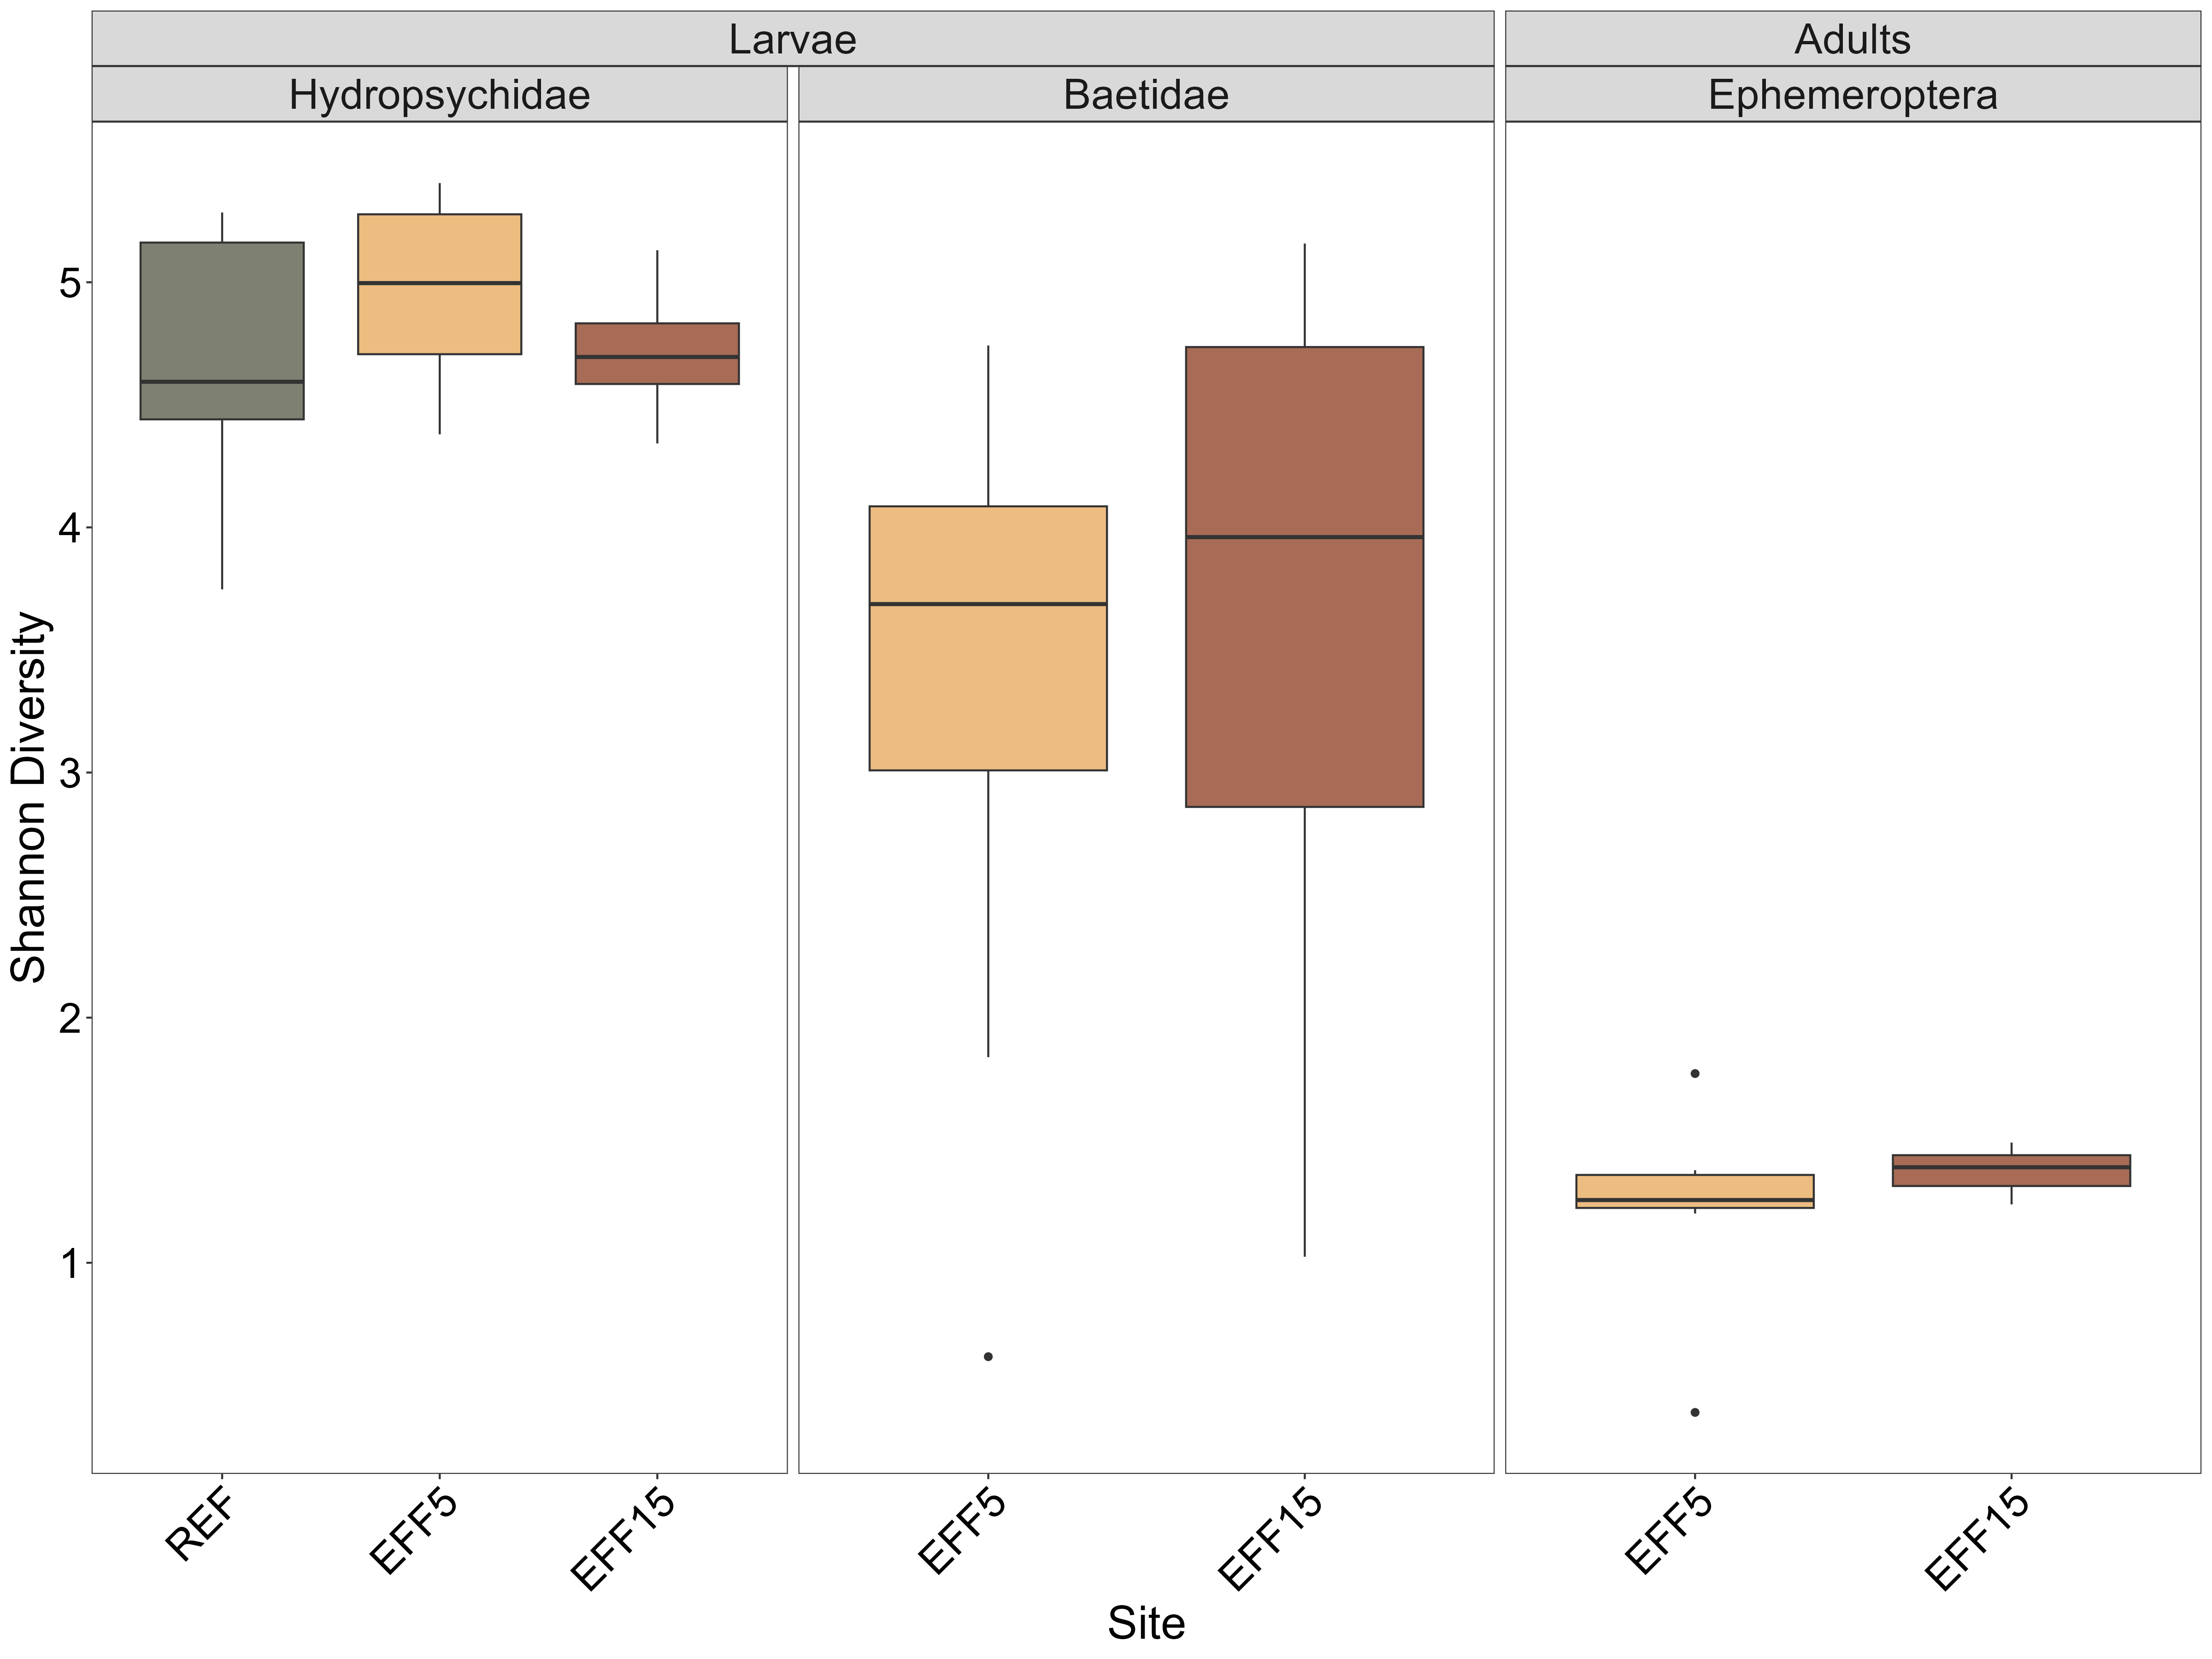 Larvae
Adults
Hydropsychidae
Baetidae
Ephemeroptera
Shannon Diversity
5
4
3
2
1
REF
EFF5
EFF15
EFF5
EFF15
EFF5
EFF15
Site